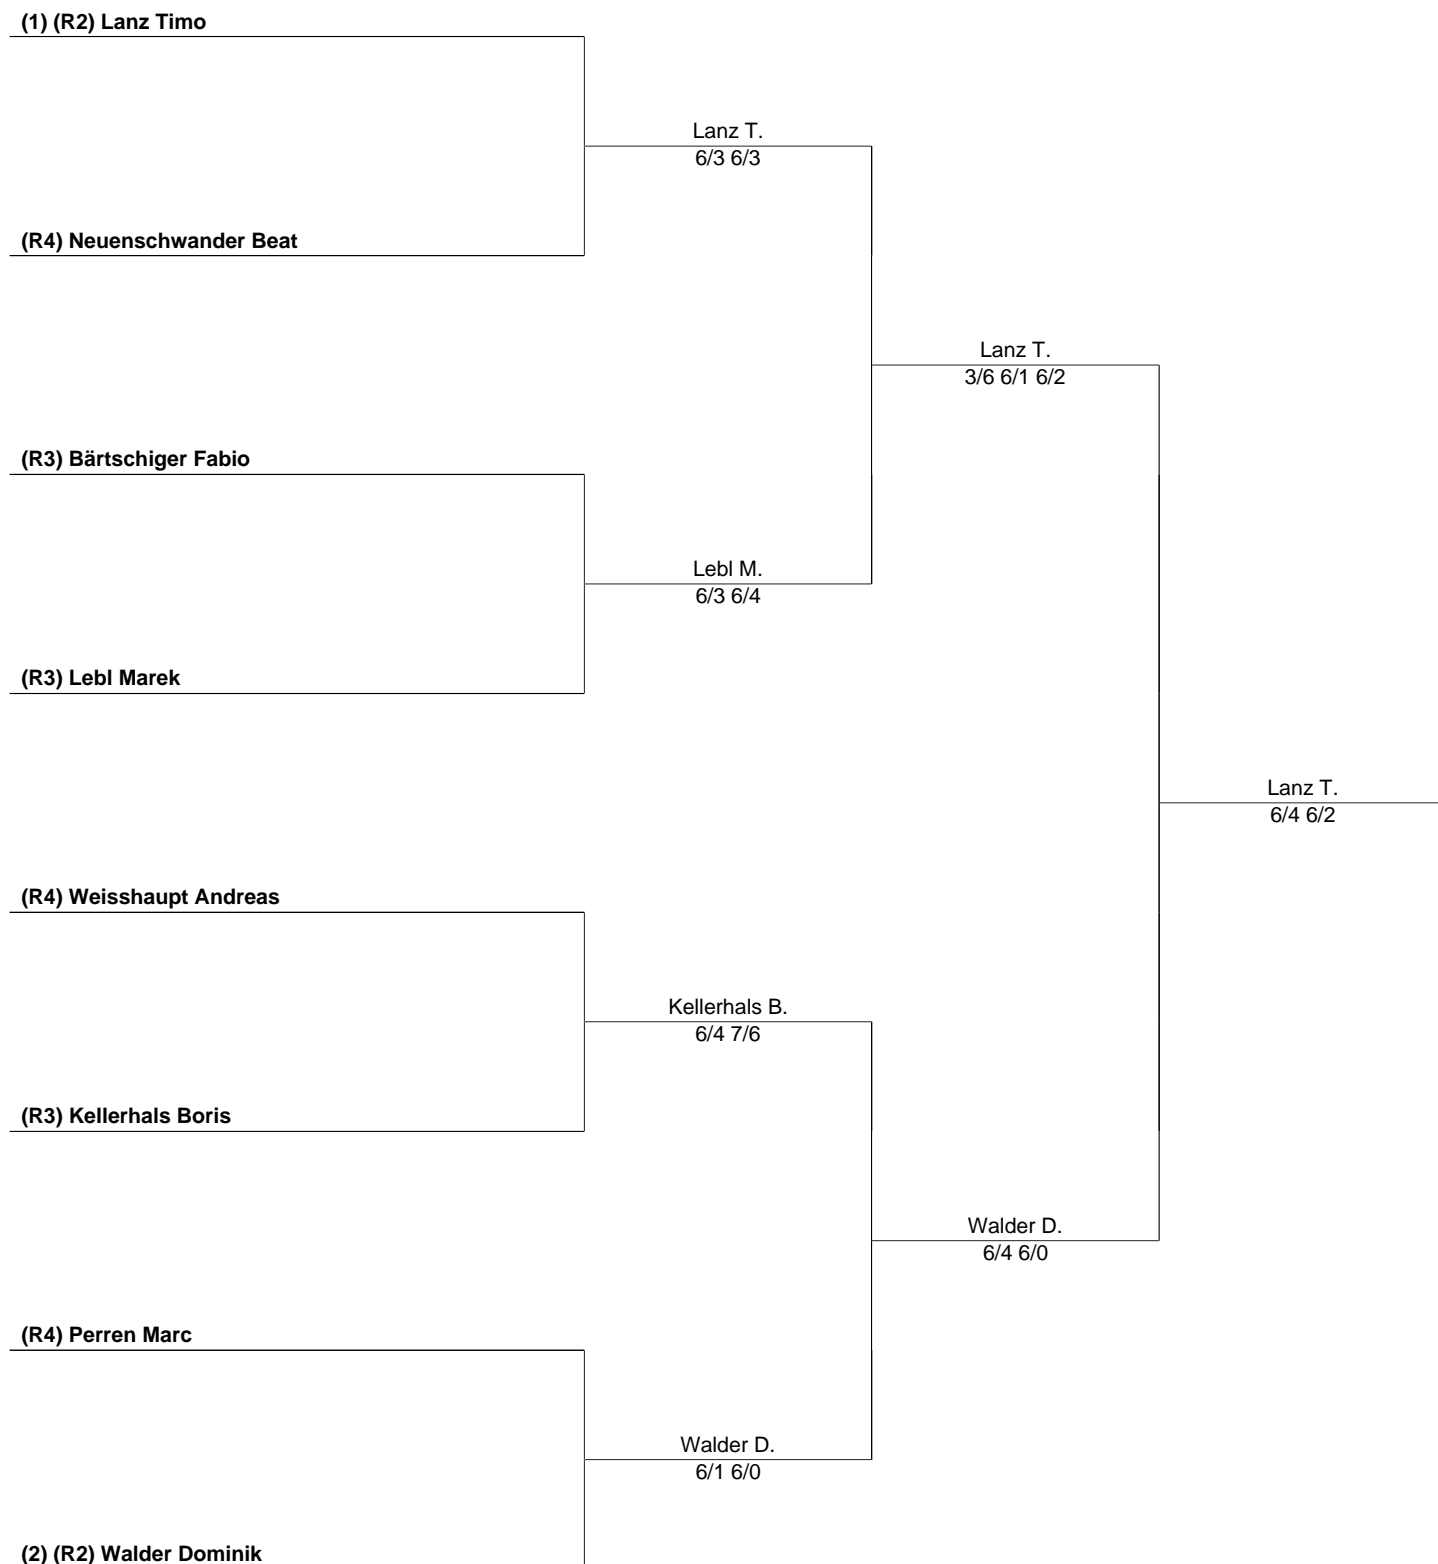 (1) (R2) Lanz Timo
Lanz T.
6/3 6/3
(R4) Neuenschwander Beat
Lanz T.
3/6 6/1 6/2
(R3) Bärtschiger Fabio
Lebl M.
6/3 6/4
(R3) Lebl Marek
Lanz T.
6/4 6/2
(R4) Weisshaupt Andreas
Kellerhals B.
6/4 7/6
(R3) Kellerhals Boris
Walder D.
6/4 6/0
(R4) Perren Marc
Walder D.
6/1 6/0
(2) (R2) Walder Dominik